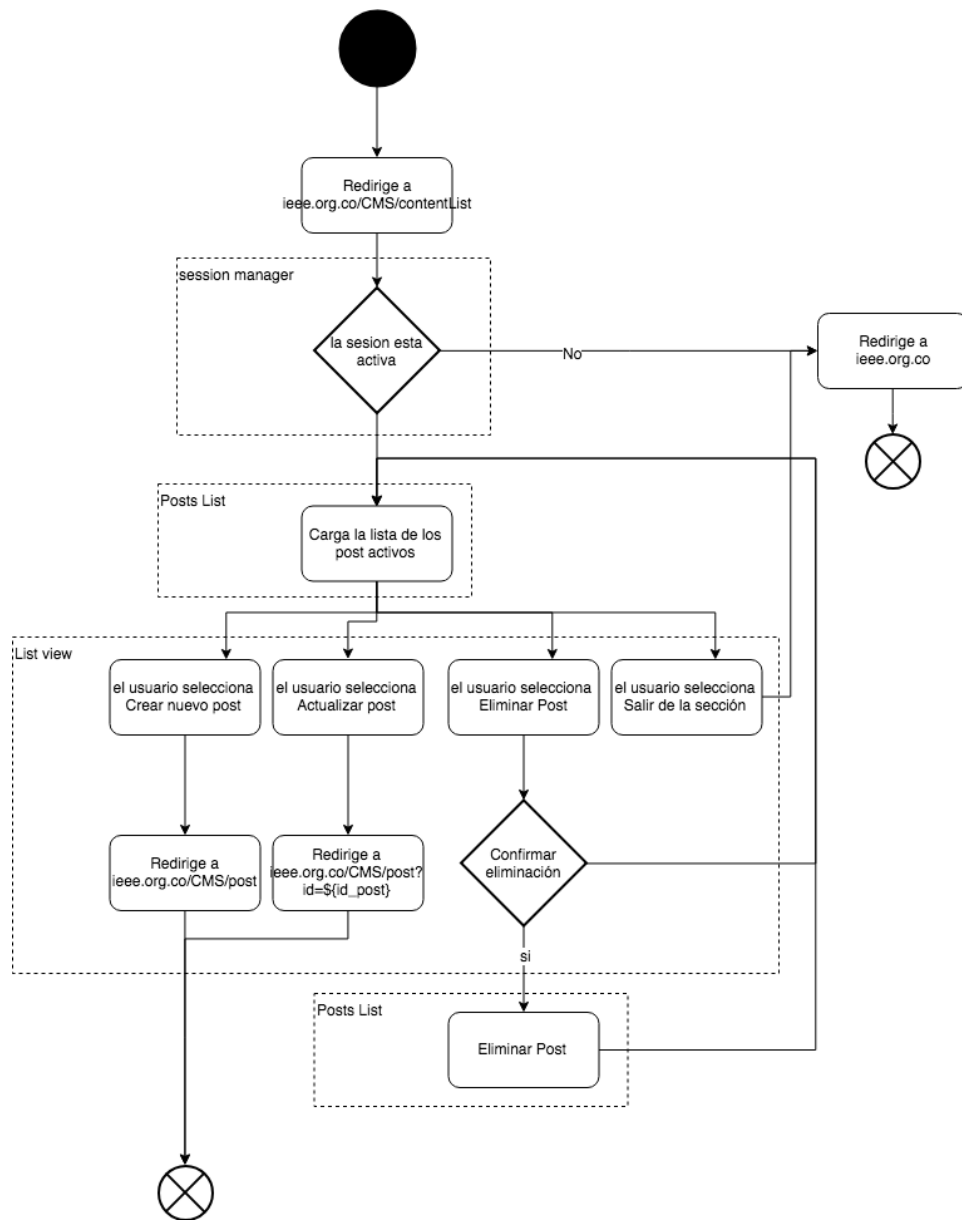 Redirige a
ieee.org.co/CMS/contentList
session manager
la sesion esta
activa
No
Redirige a
ieee.org.co
Posts List
Carga la lista de los
post activos
List view
el usuario selecciona
Crear nuevo post
el usuario selecciona
Actualizar post
el usuario selecciona
Eliminar Post
el usuario selecciona
Salir de la sección
Redirige a
ieee.org.co/CMS/post
Redirige a
ieee.org.co/CMS/post?
id=${id_post}
Confirmar
eliminación
si
Posts List
Eliminar Post